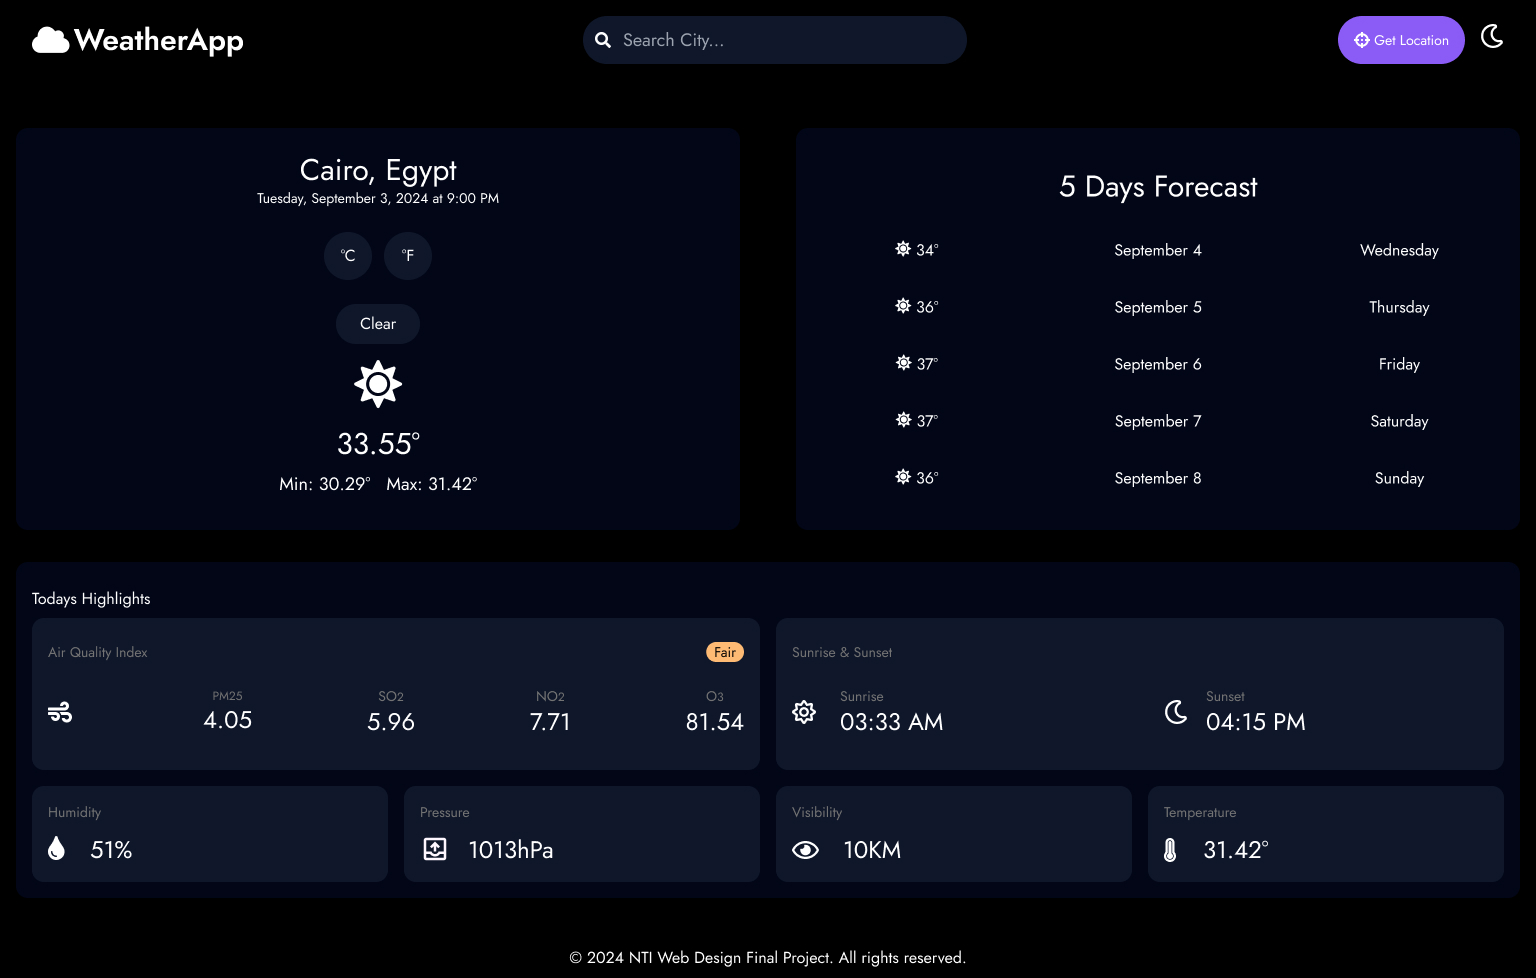 WeatherApp
Search City...
Get Location
Cairo, Egypt
Tuesday, September 3, 2024 at 9:00 PM
°C °F
Clear
33.55°
Min: 30.29° Max: 31.42°
5 Days Forecast
34° September 4 Wednesday
36° September 5 Thursday
37° September 6 Friday
37° September 7 Saturday
36° September 8 Sunday
Todays Highlights
Air Quality Index Fair
PM25 SO2 NO2 O3
4.05 5.96 7.71 81.54
Sunrise & Sunset
Sunrise Sunset
03:33 AM 04:15 PM
Humidity
51%
Pressure
1013hPa
Visibility
10KM
Temperature
31.42°
© 2024 NTI Web Design Final Project. All rights reserved.